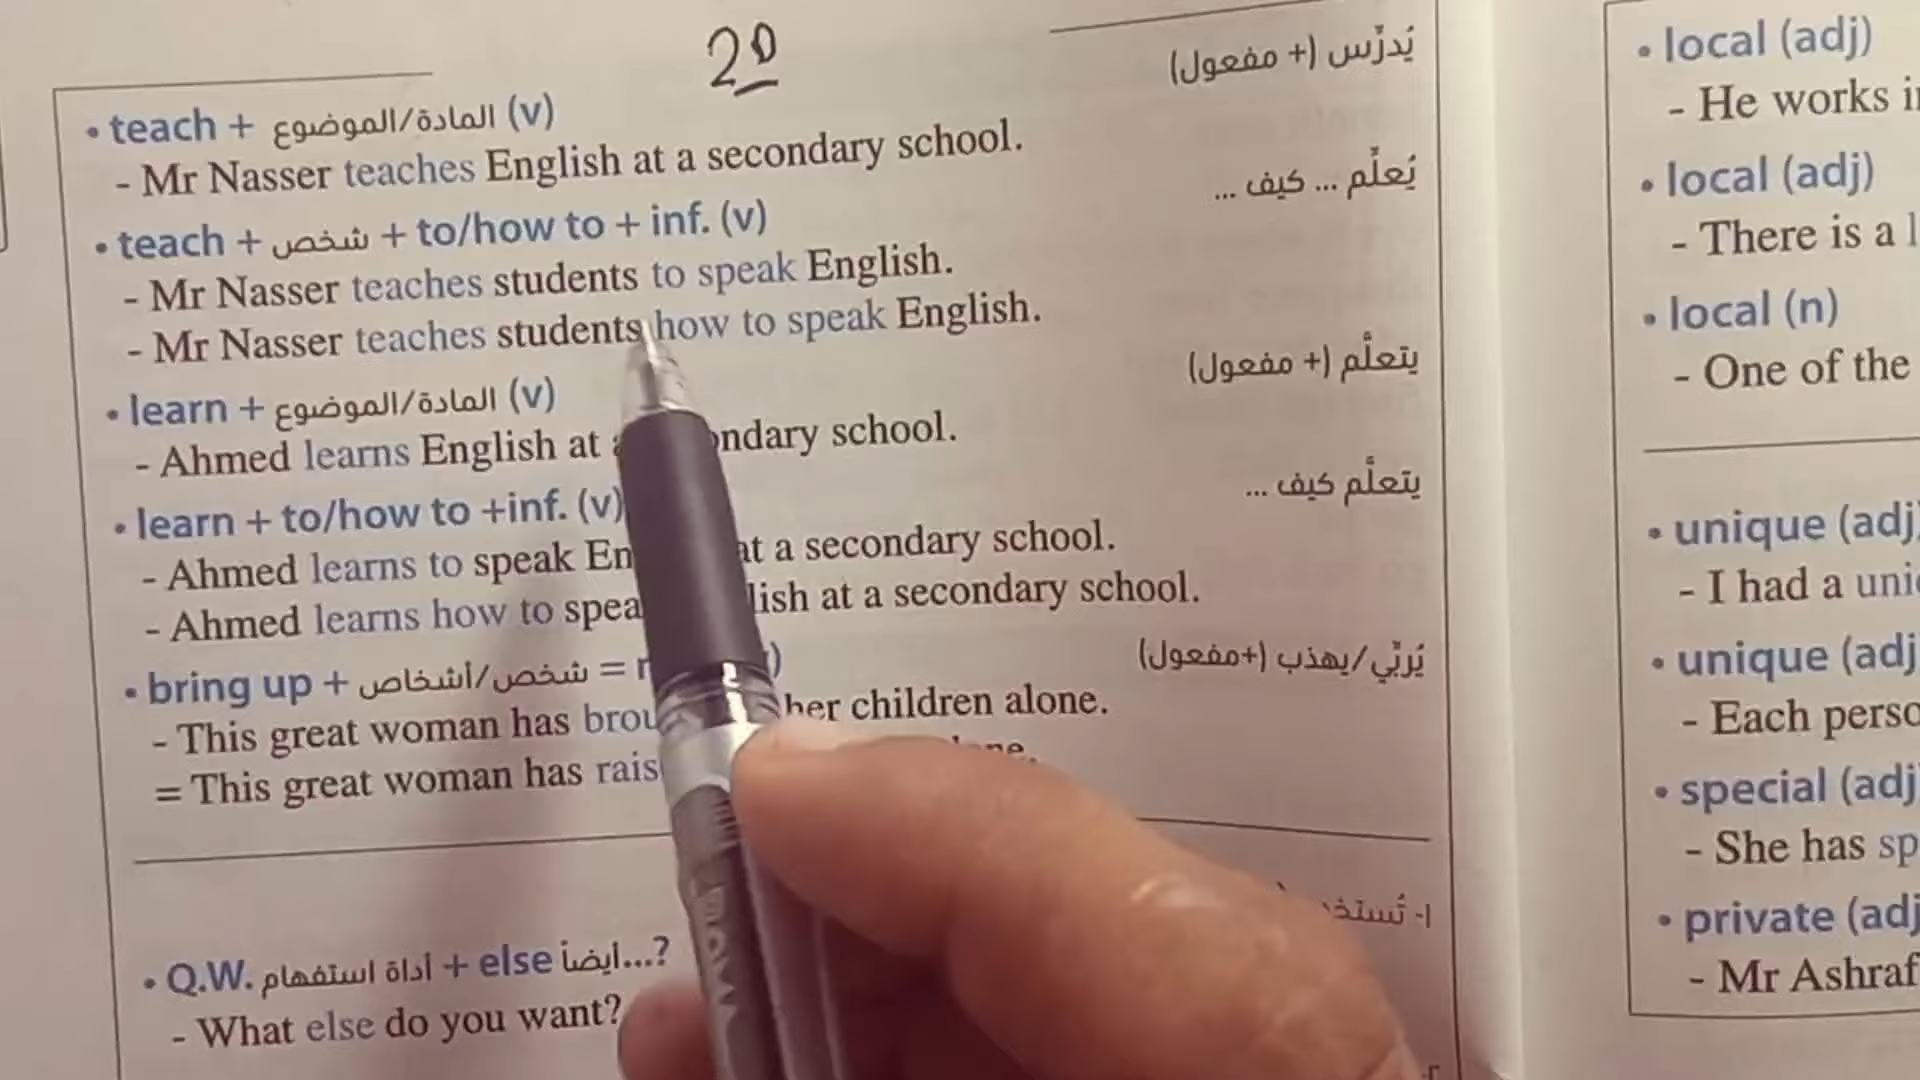 20
• teach + المادة/الموضوع (v) يُدرِّس (+ مفعول)
- Mr Nasser teaches English at a secondary school.
• teach + شخص + to/how to + inf. (v) يُعلِّم ... كيف ...
- Mr Nasser teaches students to speak English.
- Mr Nasser teaches students how to speak English.
• learn + المادة/الموضوع (v) يتعلَّم (+ مفعول)
- Ahmed learns English at ondary school.
• learn + to/how to +inf. (v) يتعلَّم كيف ...
- Ahmed learns to speak En at a secondary school.
- Ahmed learns how to spea lish at a secondary school.
• bring up + شخص/أشخاص = يُربِّي/يهذب (+مفعول)
- This great woman has brou her children alone.
= This great woman has rais
١- تُستخد
• Q.W. أداة استفهام + else أيضاً...?
- What else do you want?
• local (adj)
- He works i
• local (adj)
- There is a l
• local (n)
- One of the
• unique (adj)
- I had a uni
• unique (adj
- Each perso
• special (adj)
- She has sp
• private (adj
- Mr Ashraf